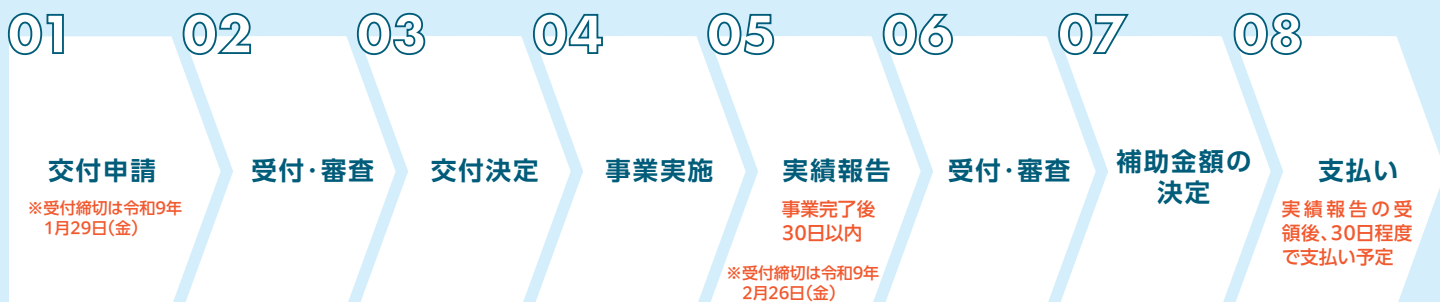 01
交付申請
※受付締切は令和9年
1月29日(金)
02
受付・審査
03
交付決定
04
事業実施
05
実績報告
事業完了後
30日以内
※受付締切は令和9年
2月26日(金)
06
受付・審査
07
補助金額の
決定
08
支払い
実績報告の受
領後、30日程度
で支払い予定